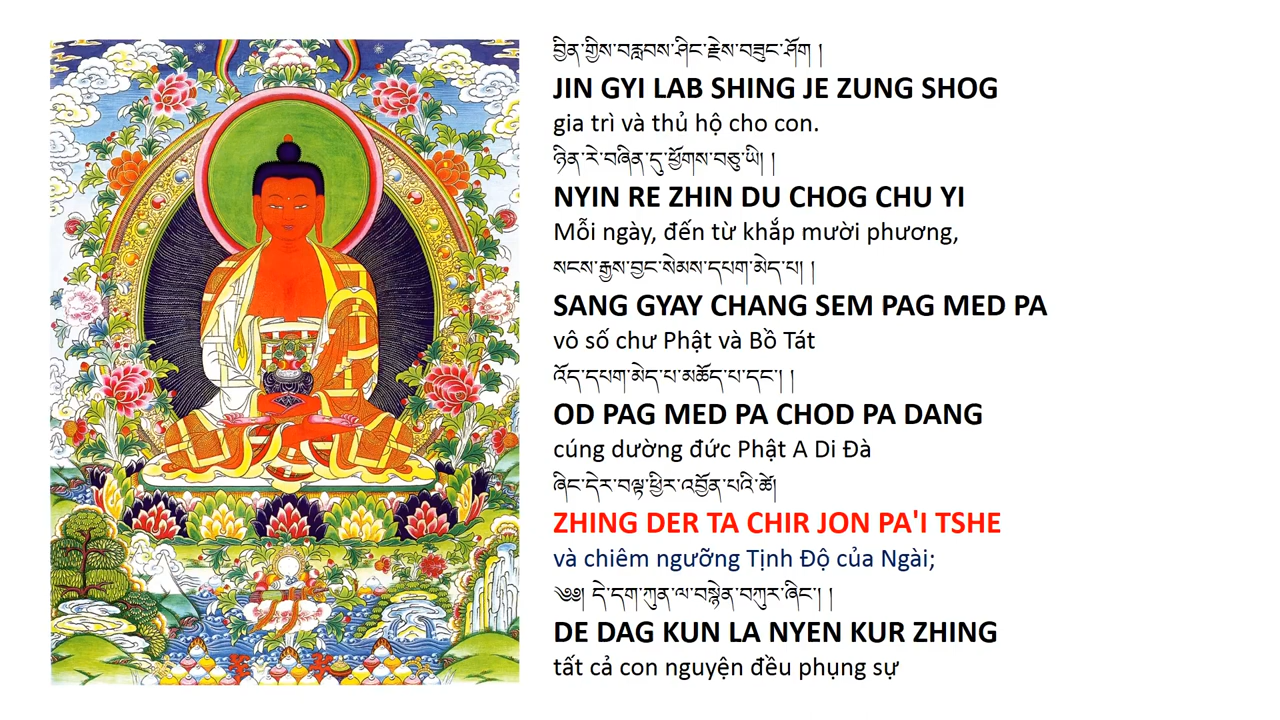 བྱིན་གྱིས་བརླབས་ཤིང་རྗེས་བཟུང་ཤོག །
JIN GYI LAB SHING JE ZUNG SHOG
gia trì và thủ hộ cho con.
ཉིན་རེ་བཞིན་དུ་ཕྱོགས་བཅུ་ཡི། །
NYIN RE ZHIN DU CHOG CHU YI
Mỗi ngày, đến từ khắp mười phương,
སངས་རྒྱས་བྱང་སེམས་དཔག་མེད་པ། །
SANG GYAY CHANG SEM PAG MED PA
vô số chư Phật và Bồ Tát
འོད་དཔག་མེད་པ་མཆོད་པ་དང་། །
OD PAG MED PA CHOD PA DANG
cúng dường đức Phật A Di Đà
ཞིང་དེར་བལྟ་ཕྱིར་འབྱོན་པའི་ཚེ།
ZHING DER TA CHIR JON PA'I TSHE
và chiêm ngưỡng Tịnh Độ của Ngài;
༄༅། དེ་དག་ཀུན་ལ་བསྙེན་བཀུར་ཞིང་། །
DE DAG KUN LA NYEN KUR ZHING
tất cả con nguyện đều phụng sự